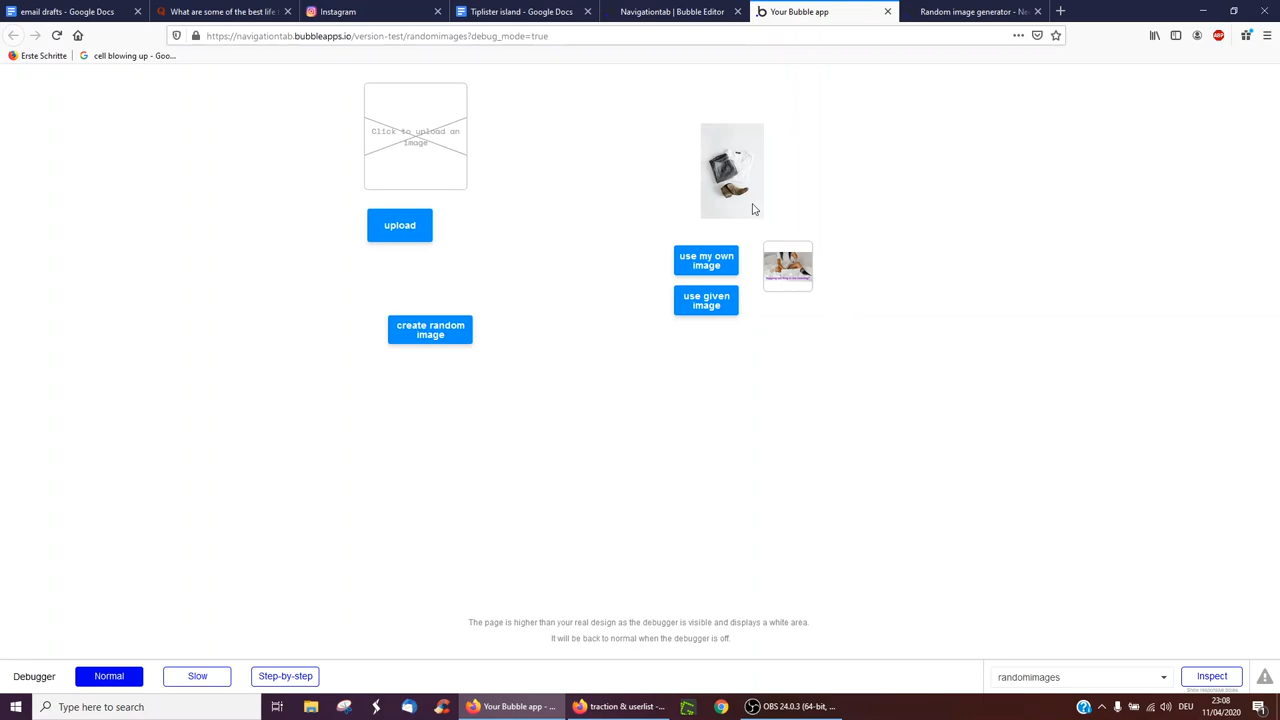 email drafts - Google Docs
What are some of the best life
Instagram
Tiplister island - Google Docs
Navigationtab | Bubble Editor
Your Bubble app
Random image generator - Ne
https://navigationtab.bubbleapps.io/version-test/randomimages?debug_mode=true
Erste Schritte
cell blowing up - Goo...
ABP
Click to upload an
image
upload
use my own
image
use given
image
create random
image
The page is higher than your real design as the debugger is visible and displays a white area.
It will be back to normal when the debugger is off.
Debugger
Normal
Slow
Step-by-step
randomimages
Inspect
Show responsive boxes
Type here to search
Your Bubble app - ...
traction & userlist -...
OBS 24.0.3 (64-bit, ...
DEU
23:08
11/04/2020